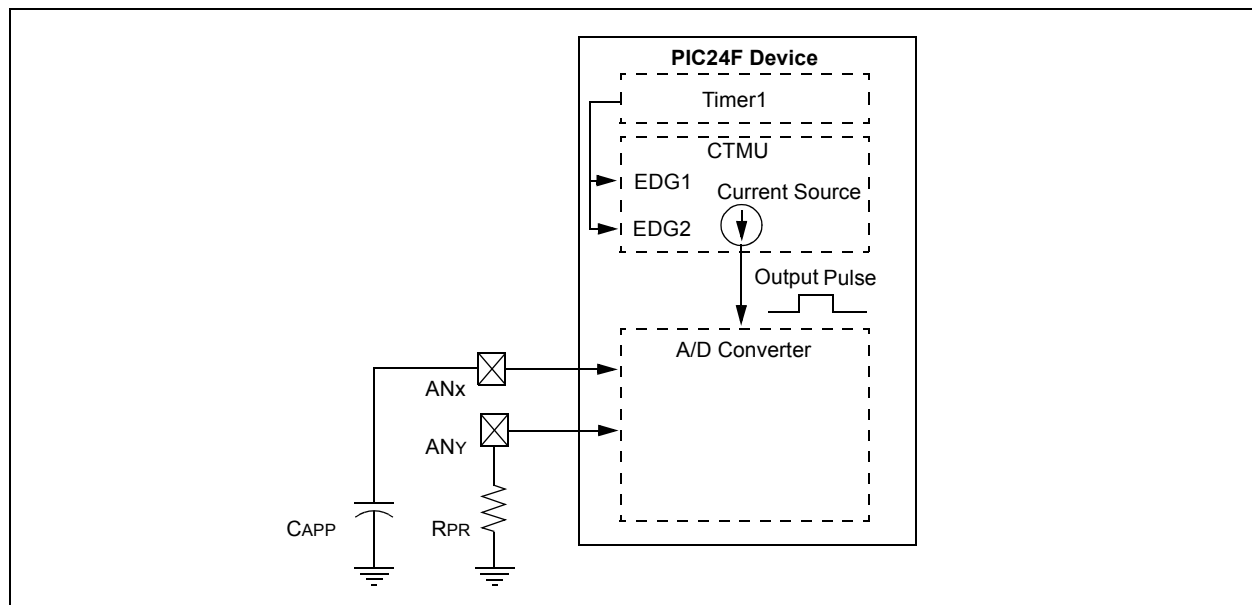 PIC24F Device
Timer1
CTMU
EDG1
Current Source
EDG2
Output Pulse
A/D Converter
ANX
ANY
CAPP
RPR